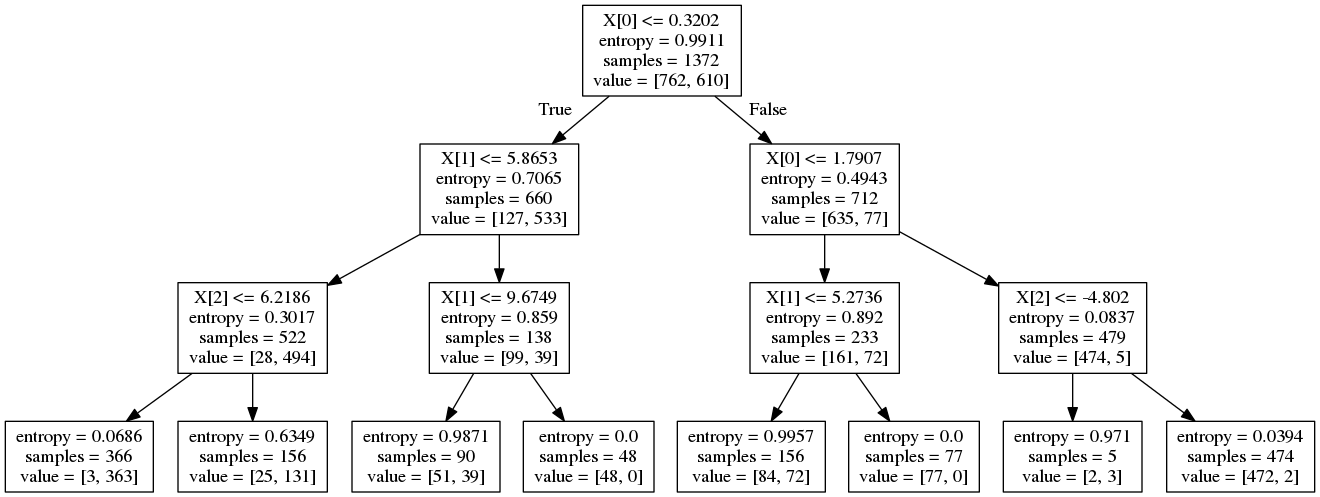 X[0] <= 0.3202
entropy = 0.9911
samples = 1372
value = [762, 610]
True
False
X[1] <= 5.8653
entropy = 0.7065
samples = 660
value = [127, 533]
X[0] <= 1.7907
entropy = 0.4943
samples = 712
value = [635, 77]
X[2] <= 6.2186
entropy = 0.3017
samples = 522
value = [28, 494]
X[1] <= 9.6749
entropy = 0.859
samples = 138
value = [99, 39]
X[1] <= 5.2736
entropy = 0.892
samples = 233
value = [161, 72]
X[2] <= -4.802
entropy = 0.0837
samples = 479
value = [474, 5]
entropy = 0.0686
samples = 366
value = [3, 363]
entropy = 0.6349
samples = 156
value = [25, 131]
entropy = 0.9871
samples = 90
value = [51, 39]
entropy = 0.0
samples = 48
value = [48, 0]
entropy = 0.9957
samples = 156
value = [84, 72]
entropy = 0.0
samples = 77
value = [77, 0]
entropy = 0.971
samples = 5
value = [2, 3]
entropy = 0.0394
samples = 474
value = [472, 2]